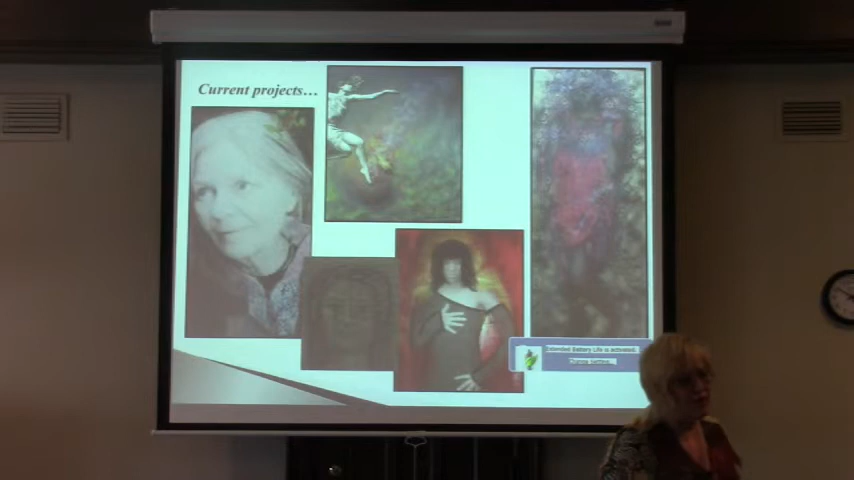 Current projects...
Extended Battery Life is activated.